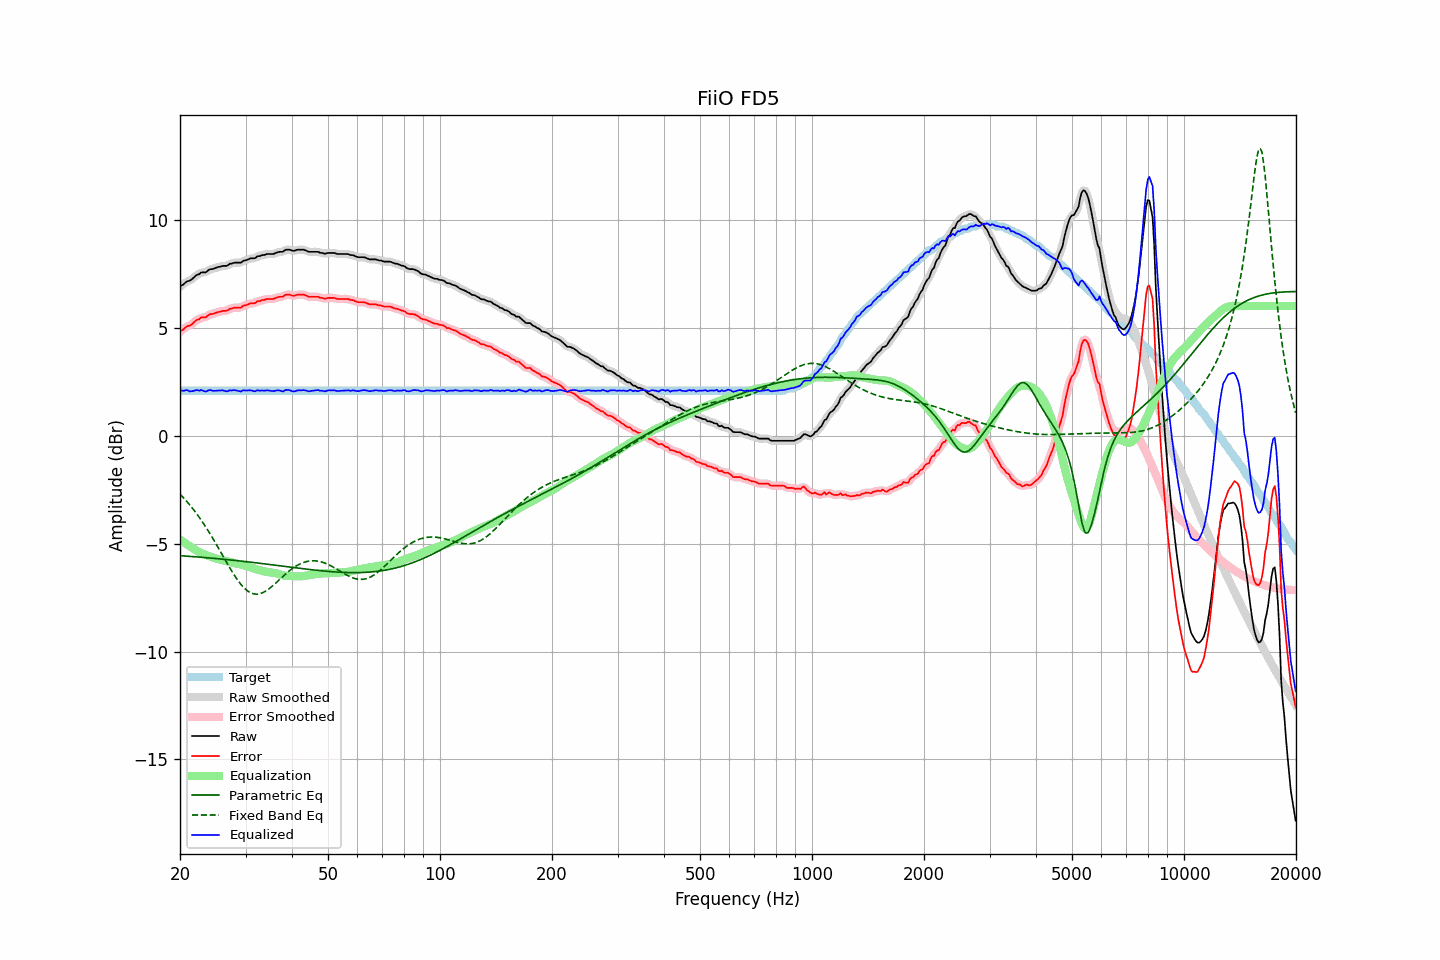 FiiO FD5
Amplitude (dBr)
10
5
0
−5
−10
−15
Target
Raw Smoothed
Error Smoothed
Raw
Error
Equalization
Parametric Eq
Fixed Band Eq
Equalized
20 50 100 200 500 1000 2000 5000 10000 20000
Frequency (Hz)